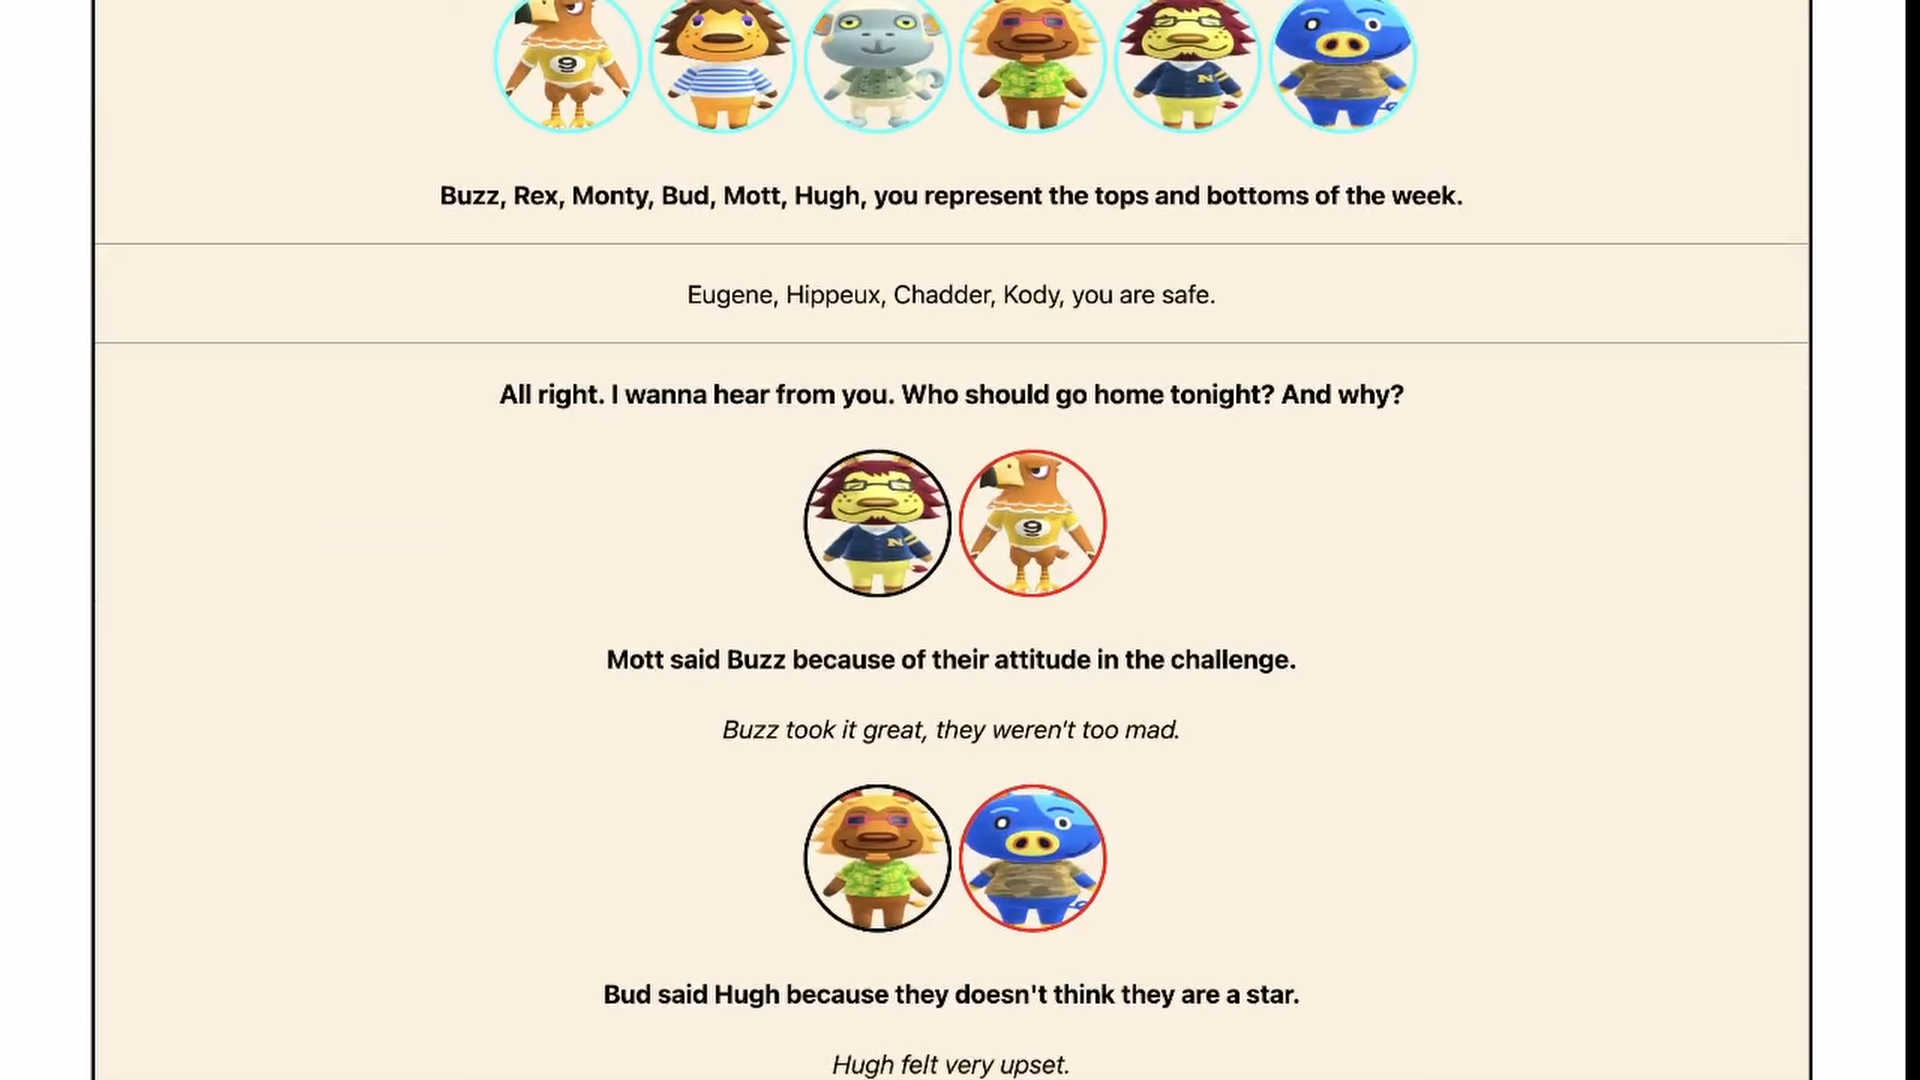 9
N
Buzz, Rex, Monty, Bud, Mott, Hugh, you represent the tops and bottoms of the week.
Eugene, Hippeux, Chadder, Kody, you are safe.
All right. I wanna hear from you. Who should go home tonight? And why?
N
9
Mott said Buzz because of their attitude in the challenge.
Buzz took it great, they weren't too mad.
Bud said Hugh because they doesn't think they are a star.
Hugh felt very upset.